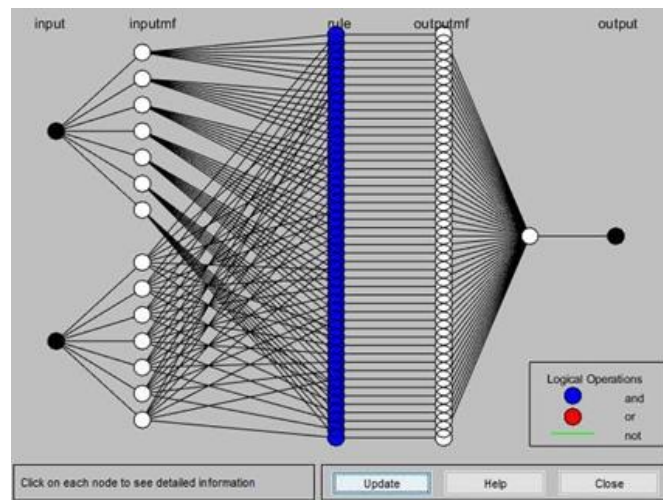 input inputmf rule outputmf output
Logical Operations
and
or
not
Click on each node to see detailed information
Update Help Close